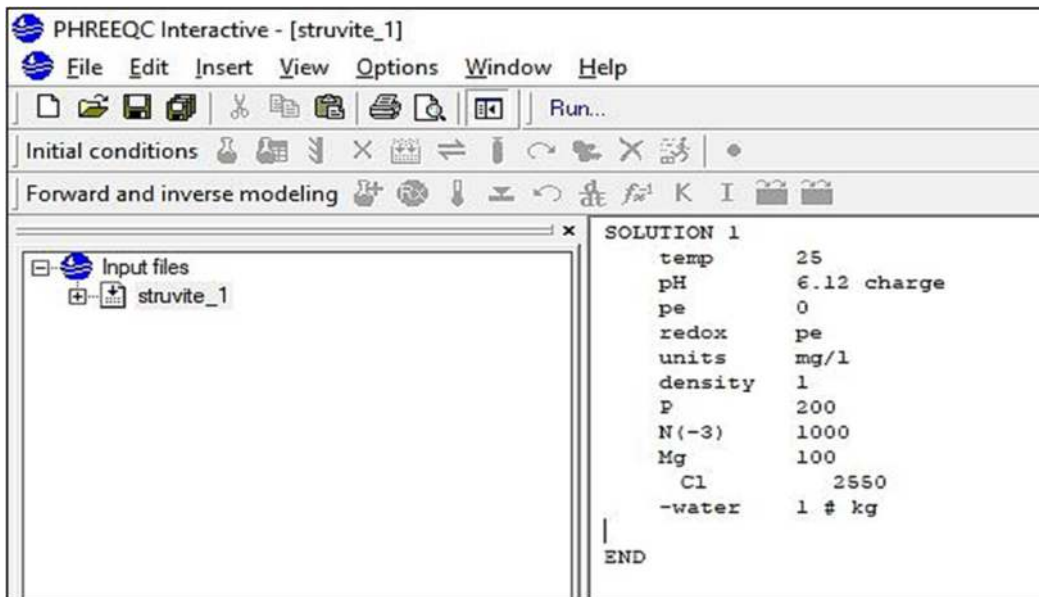 PHREEQC Interactive - [struvite_1]
File Edit Insert View Options Window Help
Run...
Initial conditions
Forward and inverse modeling
Input files
struvite_1
SOLUTION 1
temp 25
pH 6.12 charge
pe 0
redox pe
units mg/l
density 1
P 200
N(-3) 1000
Mg 100
Cl 2550
-water 1 # kg
END